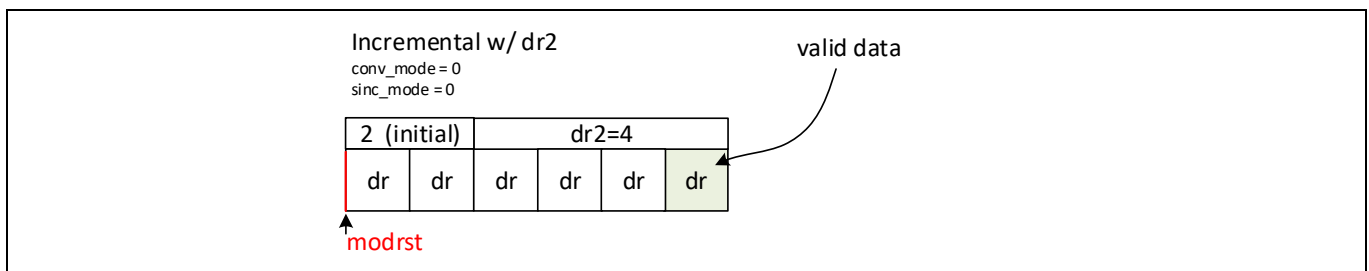 Incremental w/ dr2
conv_mode = 0
sinc_mode = 0
valid data
2 (initial) dr2=4
dr dr dr dr dr dr
modrst